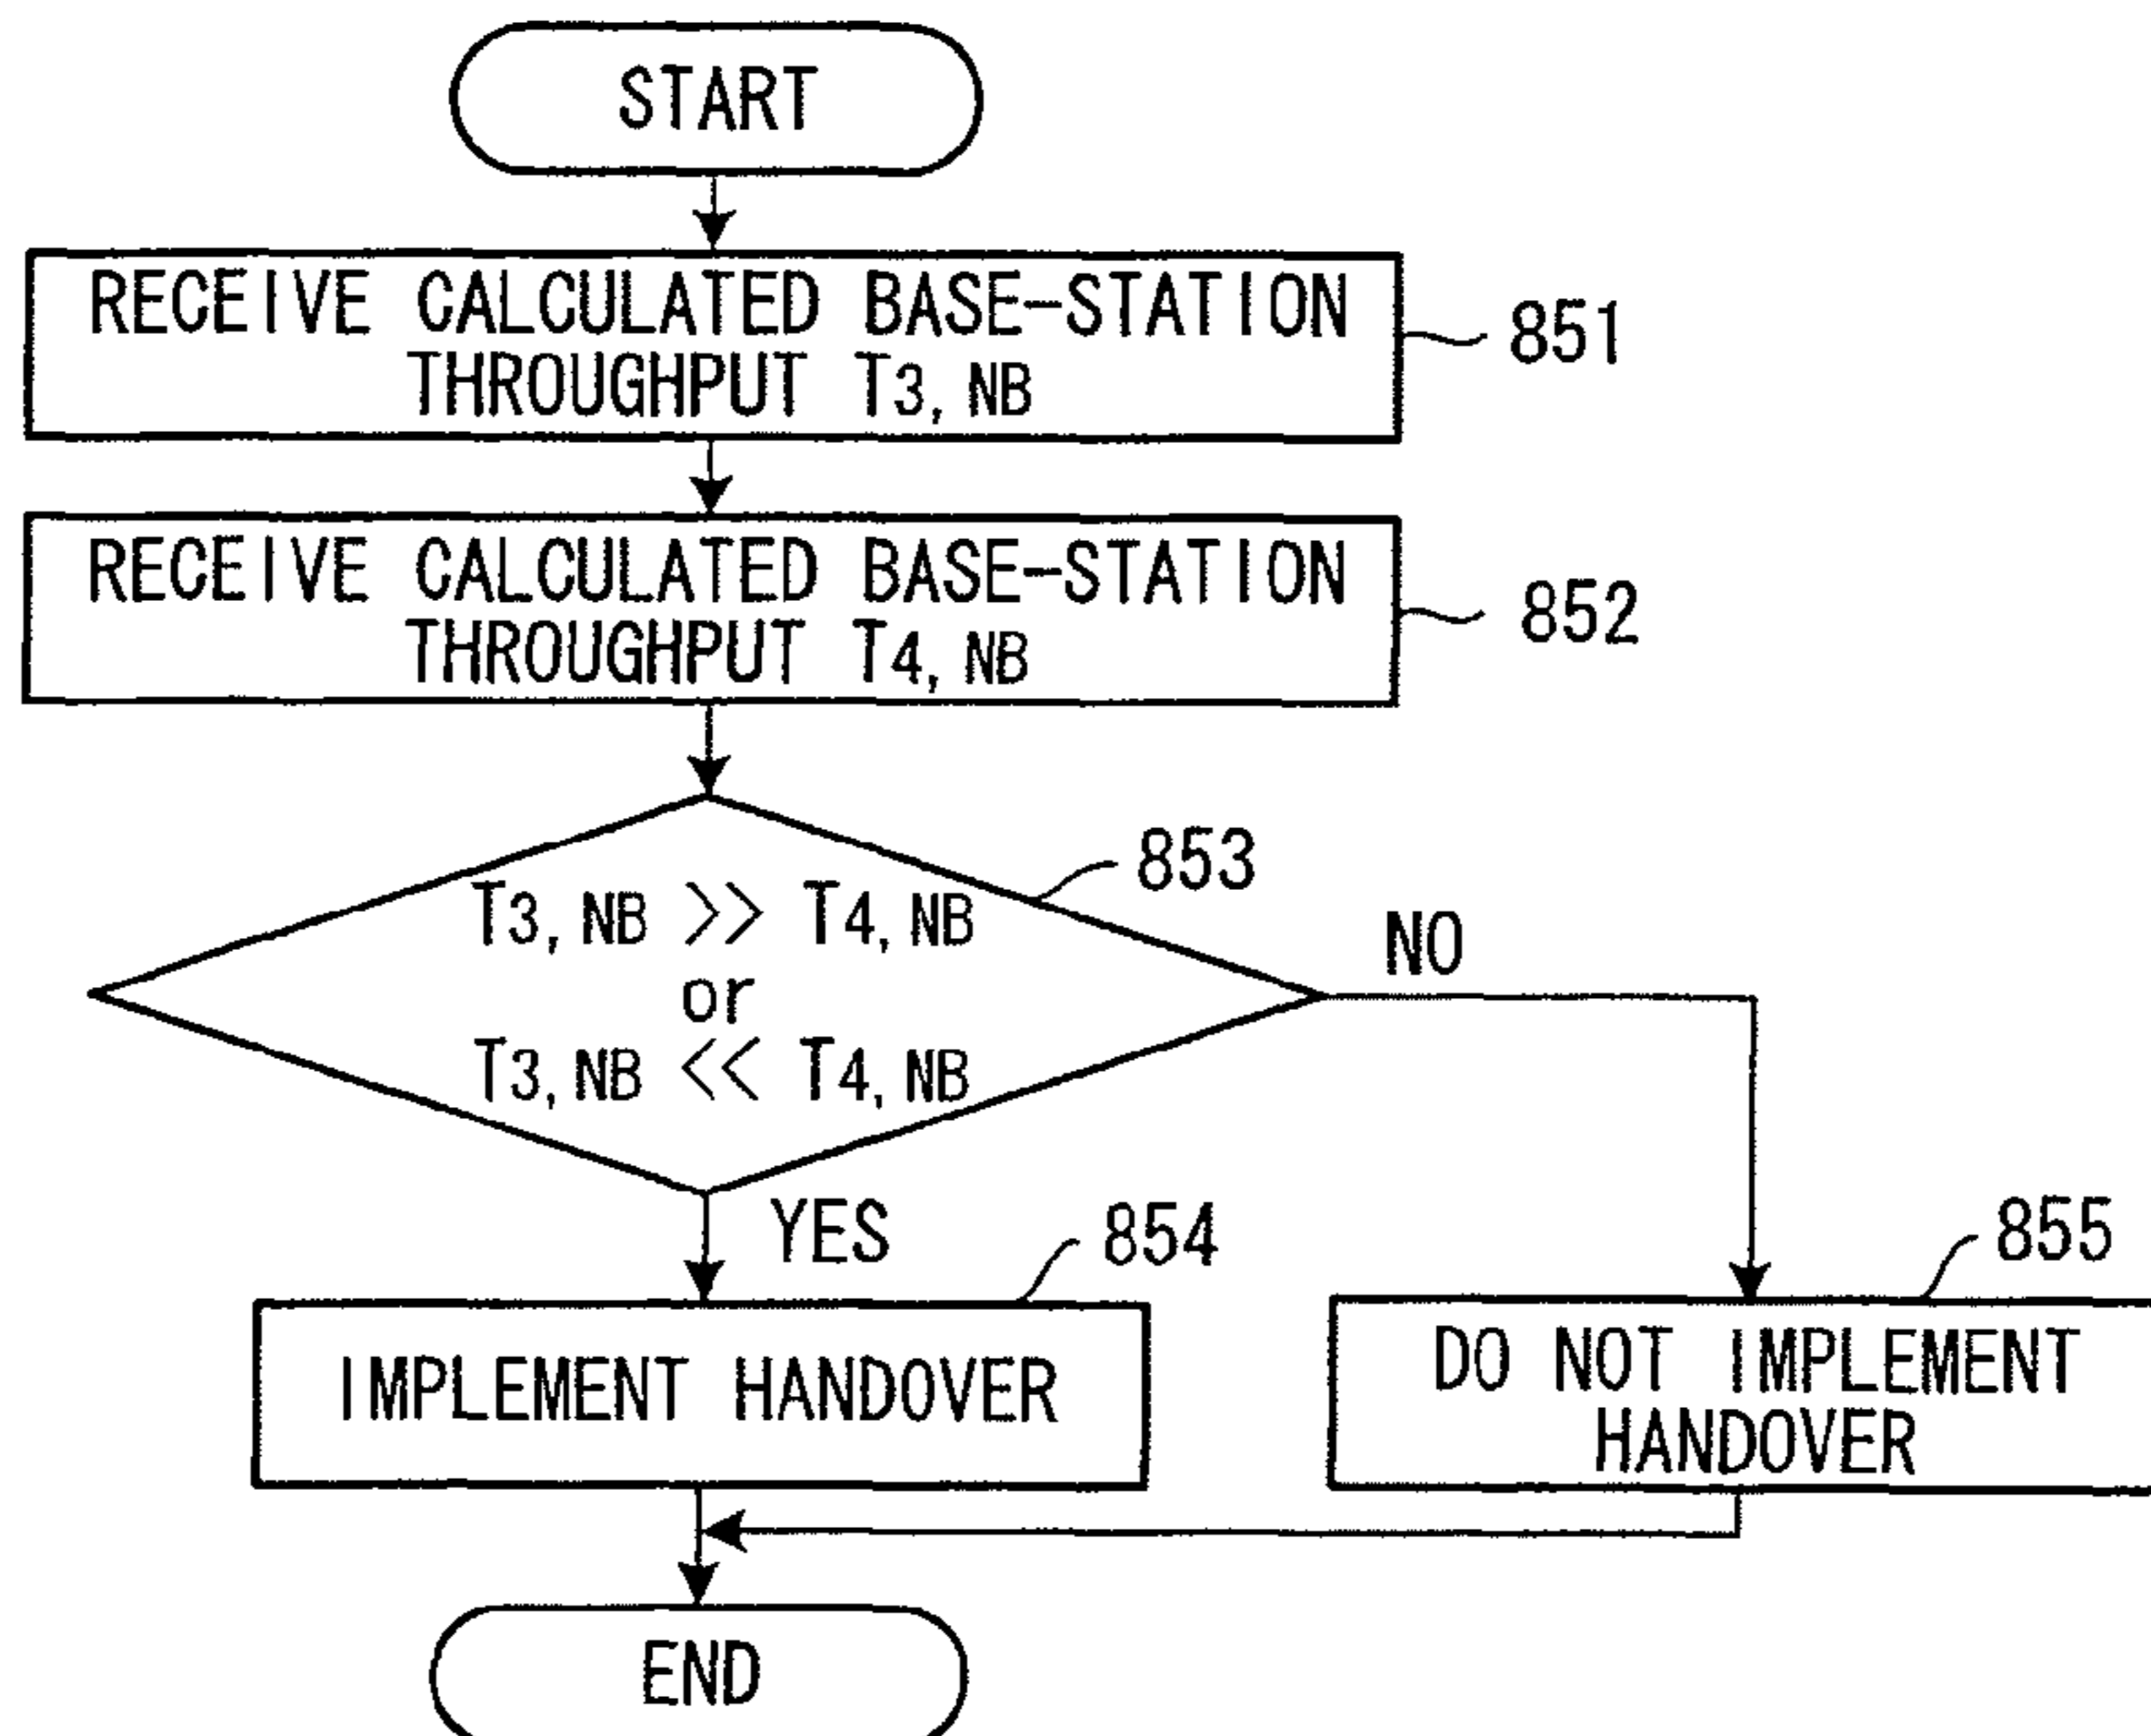 START
RECEIVE CALCULATED BASE-STATION
THROUGHPUT T3, NB
851
RECEIVE CALCULATED BASE-STATION
THROUGHPUT T4, NB
852
853
T3, NB >> T4, NB
or
T3, NB << T4, NB
NO
YES
854
855
IMPLEMENT HANDOVER
DO NOT IMPLEMENT
HANDOVER
END